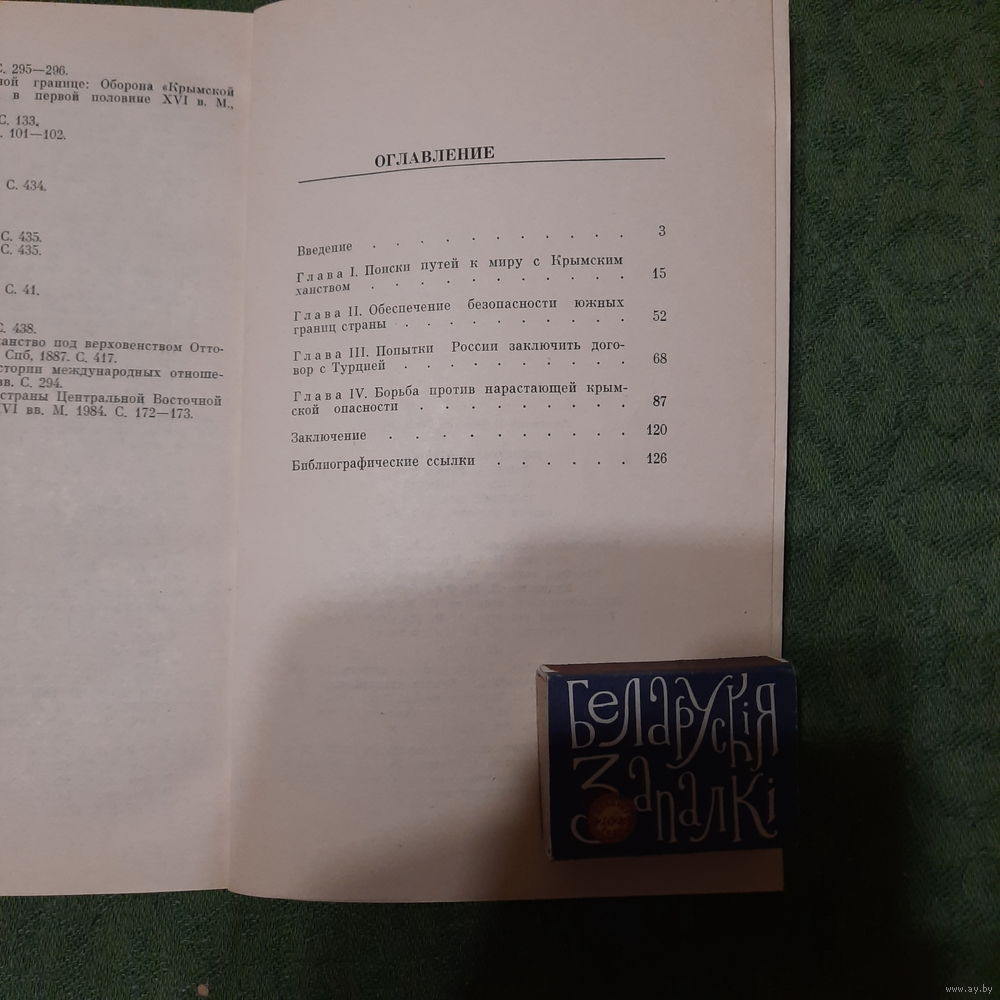 С. 295—296.
ной границе: Оборона «Крымской
в первой половине XVI в. М.,
С. 133.
101—102.
С. 434.
С. 435.
С. 435.
С. 41.
С. 438.
анство под верховенством Отто-
Спб, 1887. С. 417.
стории международных отноше-
вв. С. 294.
страны Центральной Восточной
XVI вв. М. 1984. С. 172—173.
ОГЛАВЛЕНИЕ
Введение . . . . . . . . . . . 3
Глава I. Поиски путей к миру с Крымским
ханством . . . . . . . . . . . 15
Глава II. Обеспечение безопасности южных
границ страны . . . . . . . . . . 52
Глава III. Попытки России заключить дого-
вор с Турцией . . . . . . . . . . 68
Глава IV. Борьба против нарастающей крым-
ской опасности . . . . . . . . . 87
Заключение . . . . . . . . . . . 120
Библиографические ссылки . . . . . . 126
Беларускія
Запалкі
www.ay.by